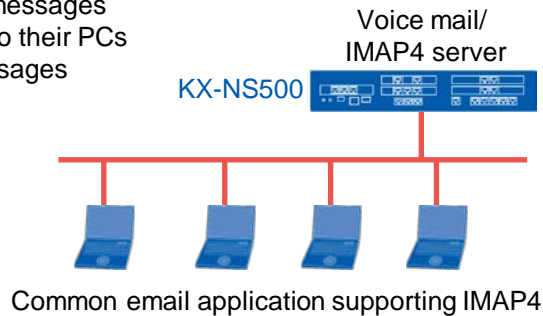 messages
o their PCs
sages
Voice mail/
IMAP4 server
KX-NS500
Common email application supporting IMAP4